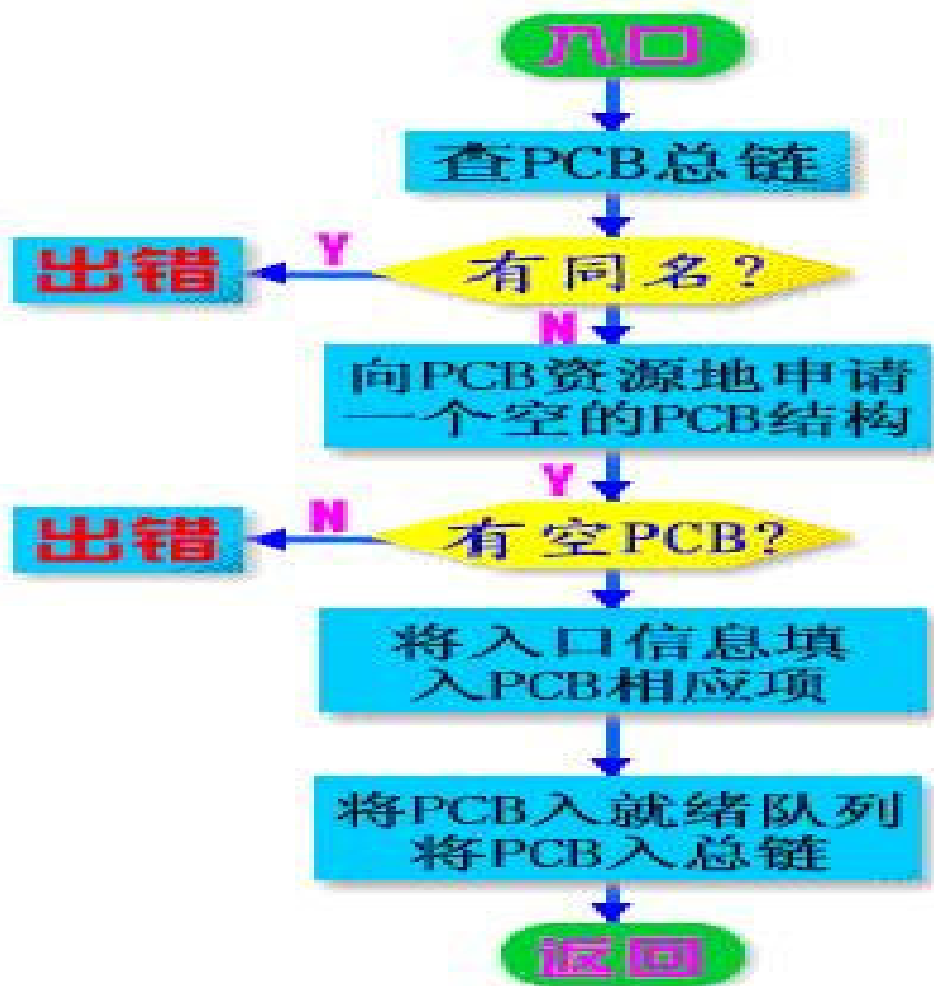 入口
查PCB总链
Y
出错
有同名?
N
向PCB资源地申请
一个空的PCB结构
Y
N
出错
有空PCB?
将入口信息填
入PCB相应项
将PCB入就绪队列
将PCB入总链
返回